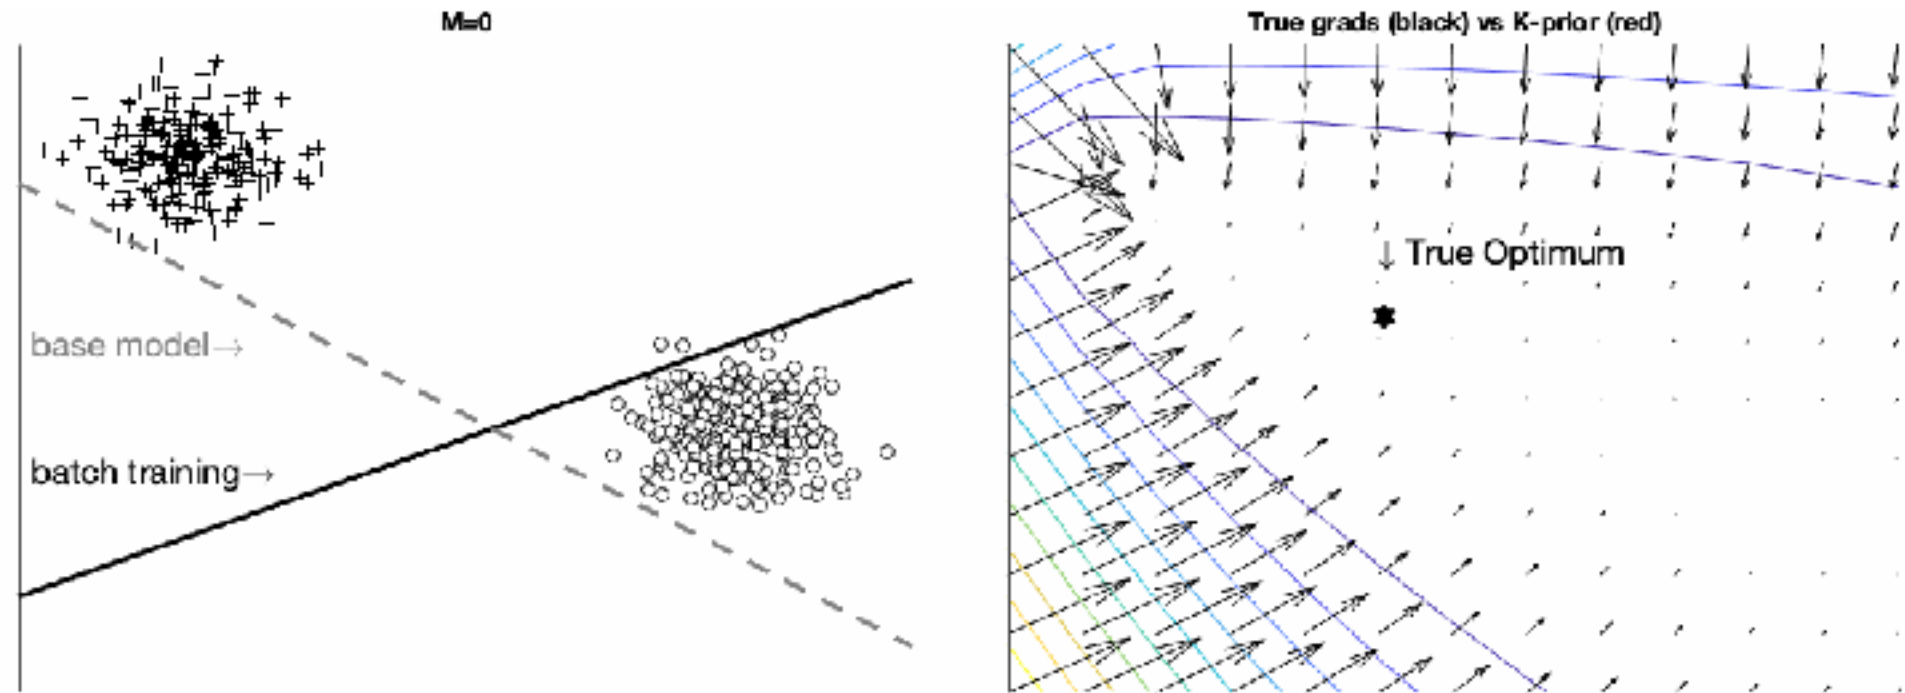 M=0
base model→
batch training→
True grads (black) vs K-prior (red)
↓ True Optimum